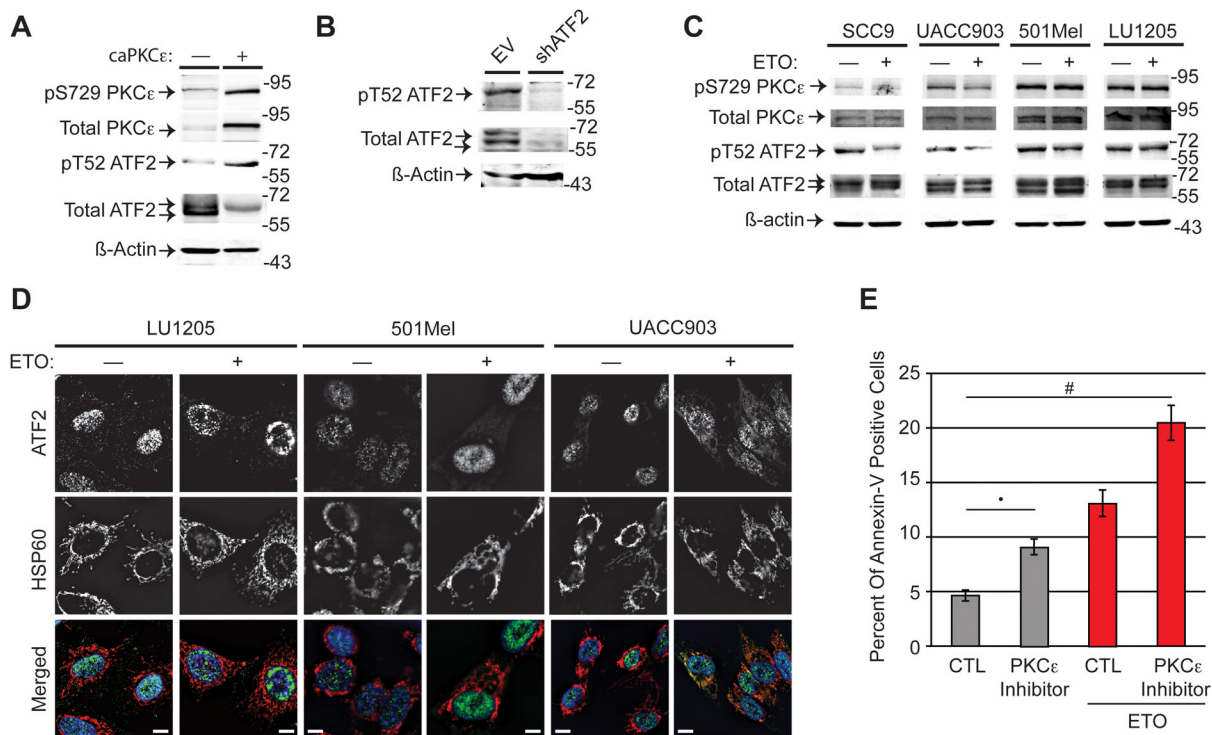 A
caPKCε: — +
pS729 PKCε
-95
Total PKCε
-95
pT52 ATF2
-72
-55
Total ATF2
-72
-55
ß-Actin
-43
B
EV shATF2
pT52 ATF2
-72
-55
Total ATF2
-72
-55
ß-Actin
-43
C
SCC9 UACC903 501Mel LU1205
ETO: — + — + — + — +
pS729 PKCε
-95
Total PKCε
-95
pT52 ATF2
-72
-55
Total ATF2
-72
-55
ß-actin
-43
D
LU1205 501Mel UACC903
ETO: — + — + — +
ATF2
HSP60
Merged
E
Percent Of Annexin-V Positive Cells
25
20
15
10
5
0
#
•
CTL PKCε CTL PKCε
Inhibitor Inhibitor
ETO